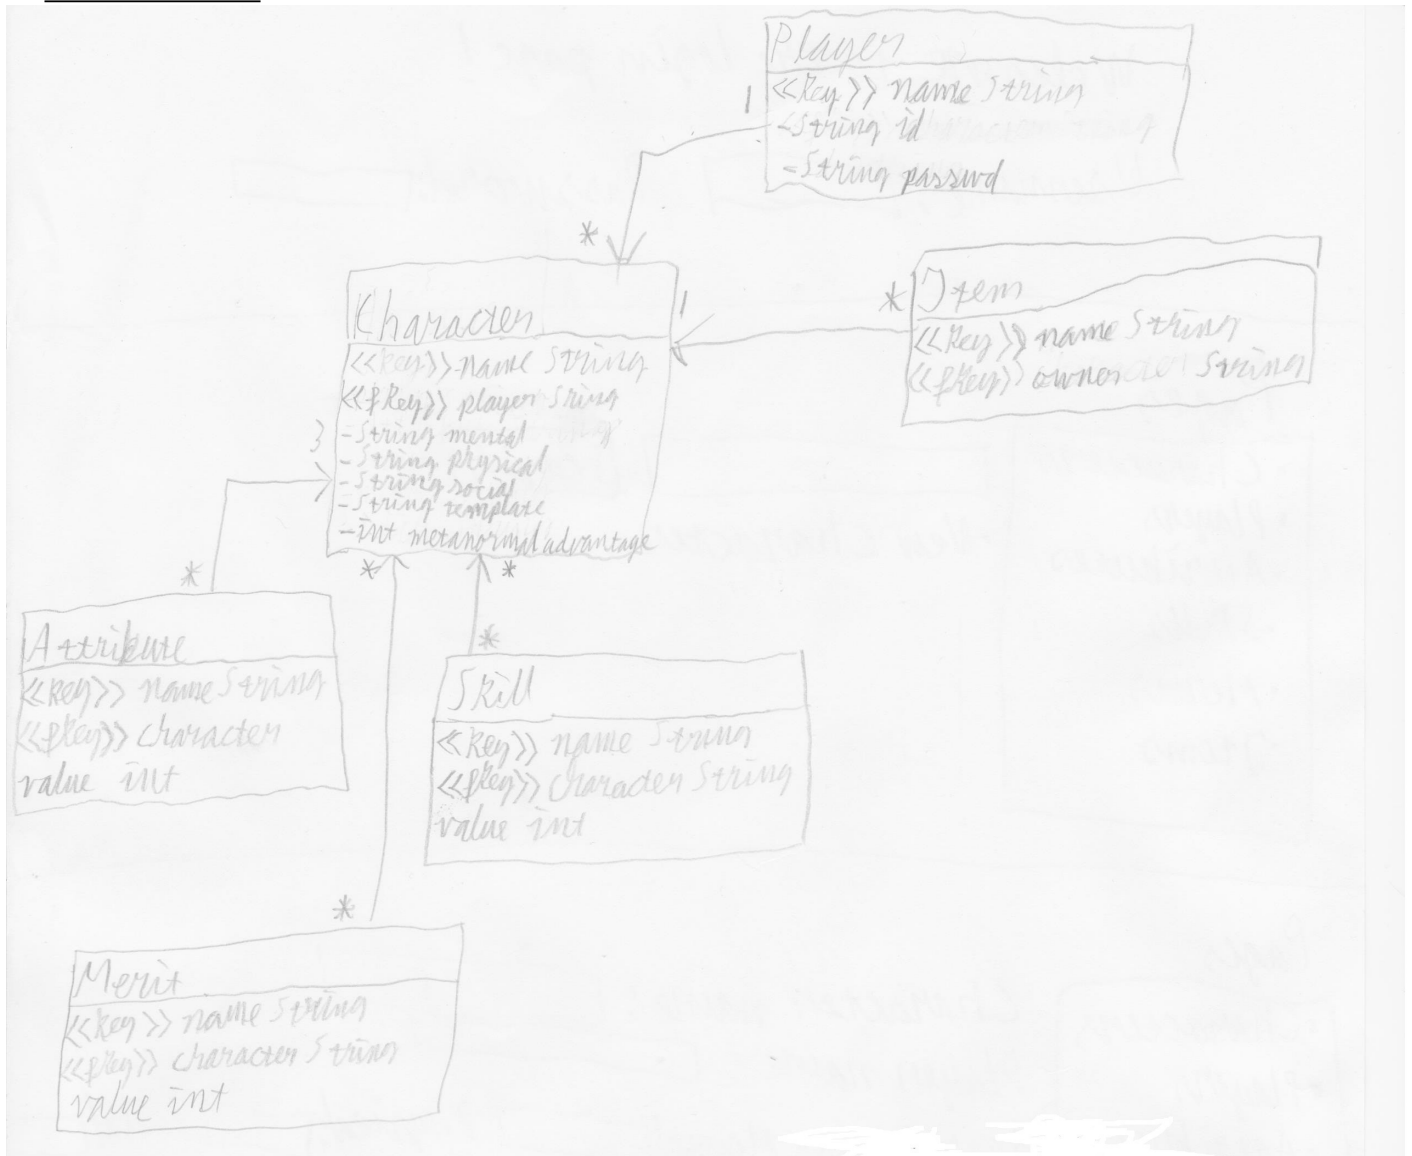 Player
<<key>> name String
-String id
-String passwd
1
*
Item
<<key>> name String
<<fkey>> owner String
*
1
Character
<<key>> name String
<<fkey>> player Sring
-String mental
-String physical
-String social
-String template
-int metanormal advantage
*
*
*
Attribute
<<key>> name String
<<fkey>> character
value int
*
Skill
<<key>> name String
<<fkey>> character String
value int
*
Merit
<<key>> name String
<<fkey>> character String
value int